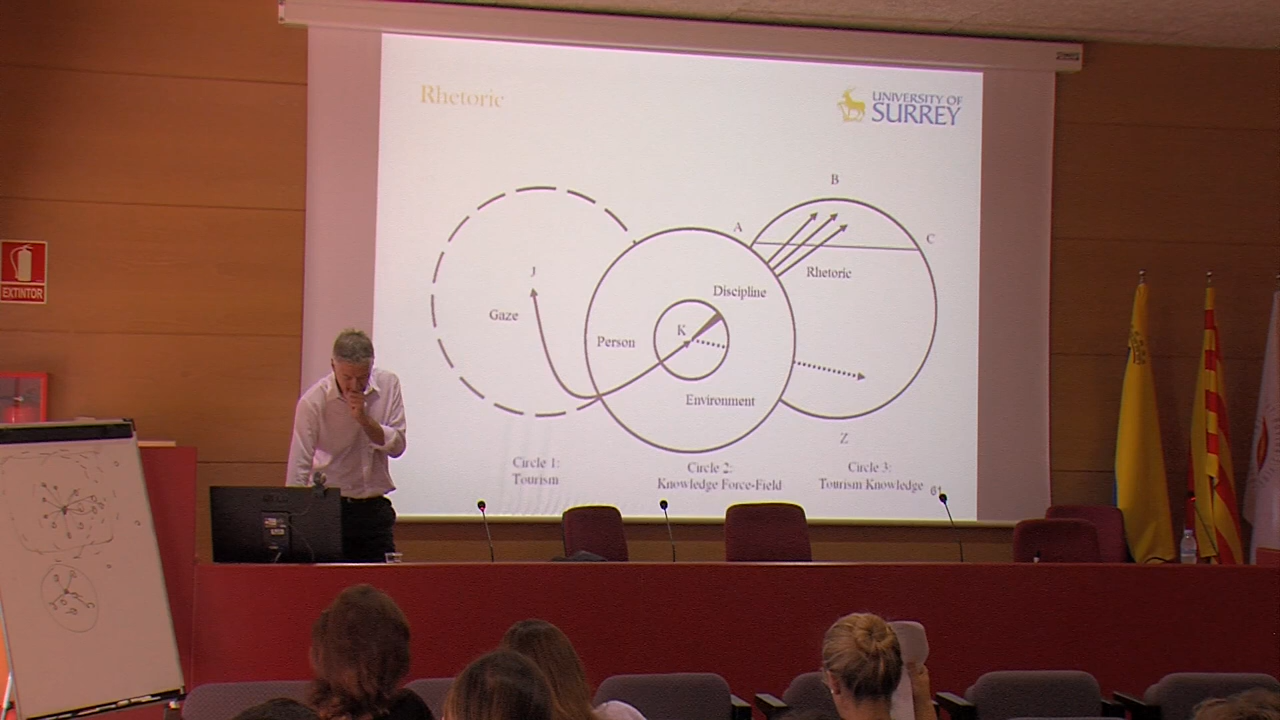 Rhetoric
UNIVERSITY OF
SURREY
B
A
C
J
Rhetoric
Discipline
Gaze
K
Person
Environment
Z
Circle 1:
Tourism
Circle 2:
Knowledge Force-Field
Circle 3:
Tourism Knowledge
61
EXTINTOR